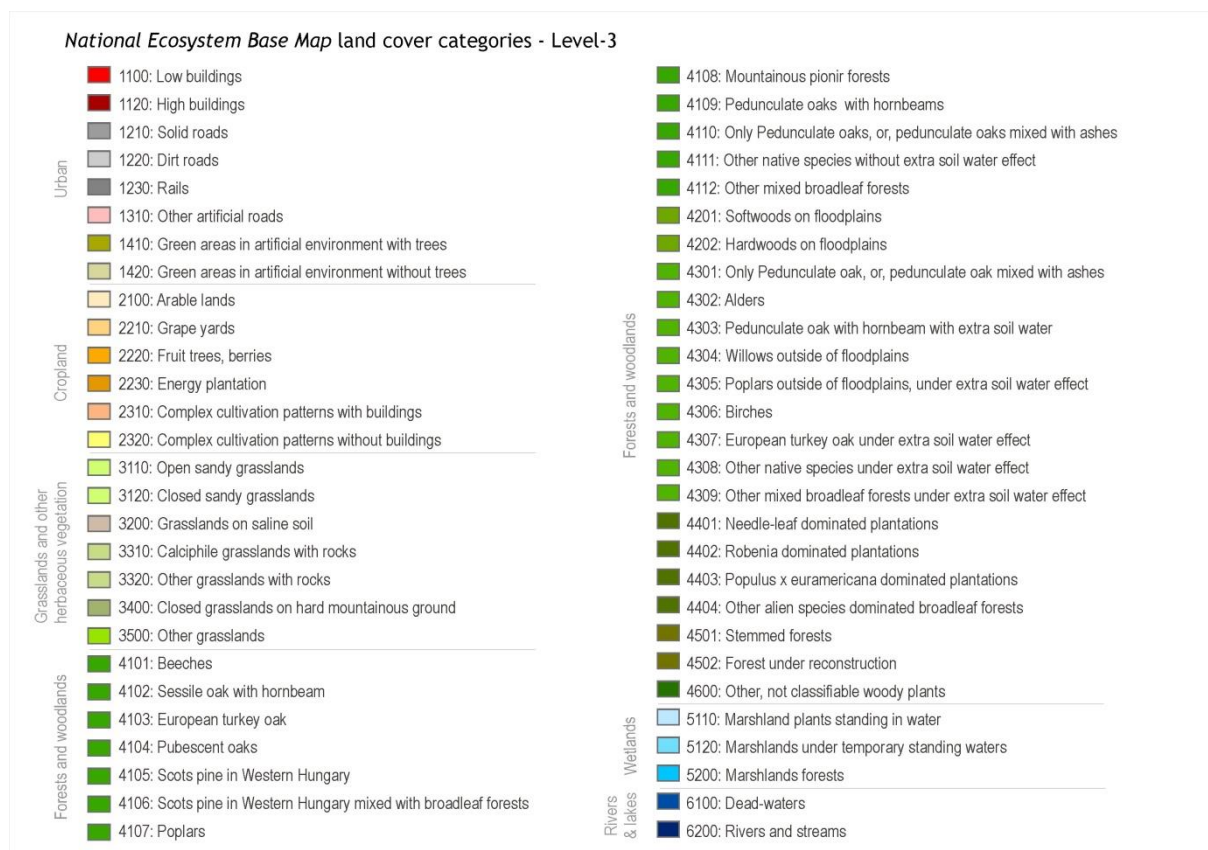 National Ecosystem Base Map land cover categories - Level-3
Urban
1100: Low buildings
1120: High buildings
1210: Solid roads
1220: Dirt roads
1230: Rails
1310: Other artificial roads
1410: Green areas in artificial environment with trees
1420: Green areas in artificial environment without trees
Cropland
2100: Arable lands
2210: Grape yards
2220: Fruit trees, berries
2230: Energy plantation
2310: Complex cultivation patterns with buildings
2320: Complex cultivation patterns without buildings
Grasslands and other
herbaceous vegetation
3110: Open sandy grasslands
3120: Closed sandy grasslands
3200: Grasslands on saline soil
3310: Calciphile grasslands with rocks
3320: Other grasslands with rocks
3400: Closed grasslands on hard mountainous ground
3500: Other grasslands
Forests and woodlands
4101: Beeches
4102: Sessile oak with hornbeam
4103: European turkey oak
4104: Pubescent oaks
4105: Scots pine in Western Hungary
4106: Scots pine in Western Hungary mixed with broadleaf forests
4107: Poplars
Forests and woodlands
4108: Mountainous pionir forests
4109: Pedunculate oaks with hornbeams
4110: Only Pedunculate oaks, or, pedunculate oaks mixed with ashes
4111: Other native species without extra soil water effect
4112: Other mixed broadleaf forests
4201: Softwoods on floodplains
4202: Hardwoods on floodplains
4301: Only Pedunculate oak, or, pedunculate oak mixed with ashes
4302: Alders
4303: Pedunculate oak with hornbeam with extra soil water
4304: Willows outside of floodplains
4305: Poplars outside of floodplains, under extra soil water effect
4306: Birches
4307: European turkey oak under extra soil water effect
4308: Other native species under extra soil water effect
4309: Other mixed broadleaf forests under extra soil water effect
4401: Needle-leaf dominated plantations
4402: Robenia dominated plantations
4403: Populus x euramericana dominated plantations
4404: Other alien species dominated broadleaf forests
4501: Stemmed forests
4502: Forest under reconstruction
4600: Other, not classifiable woody plants
Wetlands
5110: Marshland plants standing in water
5120: Marshlands under temporary standing waters
5200: Marshlands forests
Rivers
& lakes
6100: Dead-waters
6200: Rivers and streams